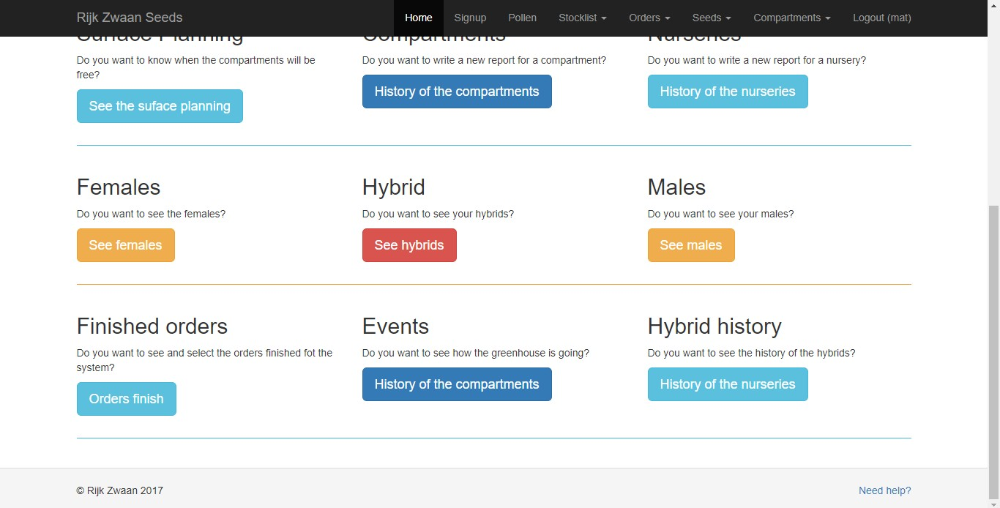 Rijk Zwaan Seeds
Home Signup Pollen Stocklist Orders Seeds Compartments Logout (mat)
Surface Planning Compartments Nurseries
Do you want to know when the compartments will be
free?
See the suface planning
Do you want to write a new report for a compartment?
History of the compartments
Do you want to write a new report for a nursery?
History of the nurseries
Females
Do you want to see the females?
See females
Hybrid
Do you want to see your hybrids?
See hybrids
Males
Do you want to see your males?
See males
Finished orders
Do you want to see and select the orders finished fot the
system?
Orders finish
Events
Do you want to see how the greenhouse is going?
History of the compartments
Hybrid history
Do you want to see the history of the hybrids?
History of the nurseries
© Rijk Zwaan 2017
Need help?